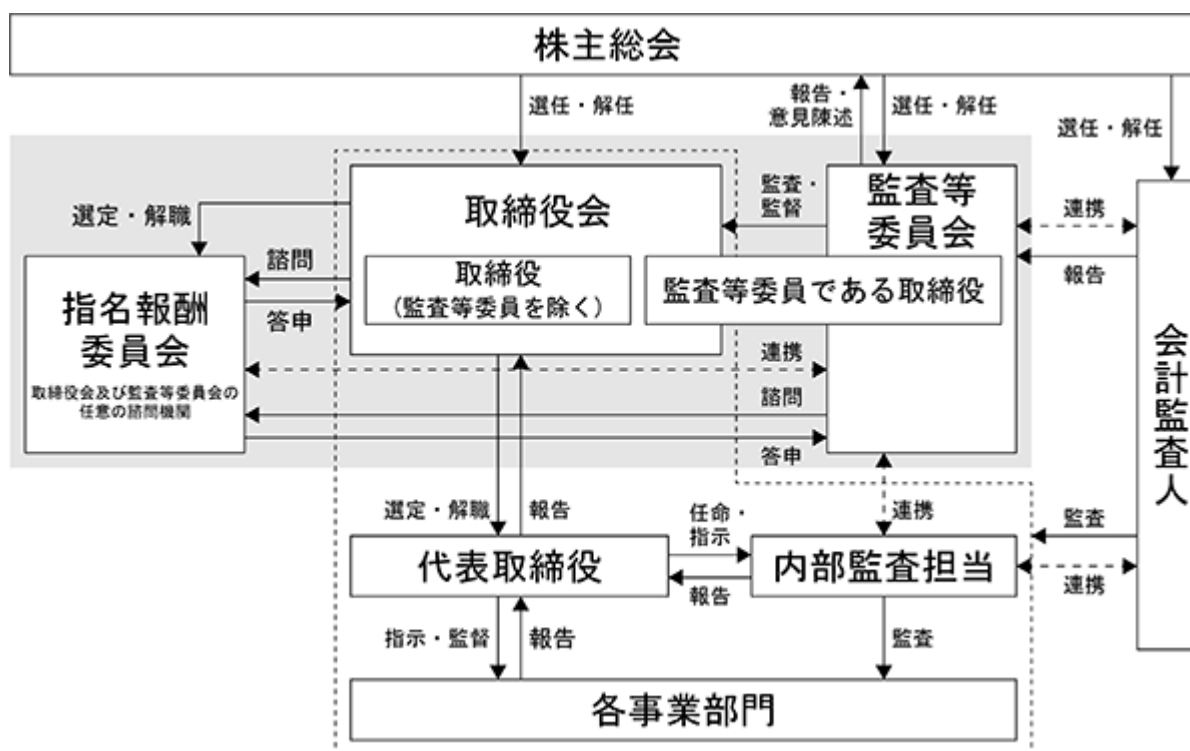 株主総会
選任・解任
報告・
意見陳述
選任・解任
選任・解任
選定・解職
取締役会
監査・
監督
監査等
委員会
連携
諮問
取締役
（監査等委員を除く）
監査等委員である取締役
報告
答申
指名報酬
委員会
取締役会及び監査等委員会の
任意の諮問機関
連携
諮問
答申
会計監査人
選定・解職
報告
任命・
指示
連携
監査
代表取締役
内部監査担当
報告
連携
指示・監督
報告
監査
各事業部門